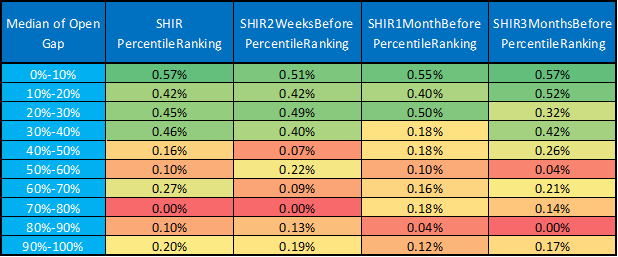 Median of Open Gap SHIR PercentileRanking SHIR2WeeksBefore PercentileRanking SHIR1MonthBefore PercentileRanking SHIR3MonthsBefore PercentileRanking
0%-10% 0.57% 0.51% 0.55% 0.57%
10%-20% 0.42% 0.42% 0.40% 0.52%
20%-30% 0.45% 0.49% 0.50% 0.32%
30%-40% 0.46% 0.40% 0.18% 0.42%
40%-50% 0.16% 0.07% 0.18% 0.26%
50%-60% 0.10% 0.22% 0.10% 0.04%
60%-70% 0.27% 0.09% 0.16% 0.21%
70%-80% 0.00% 0.00% 0.18% 0.14%
80%-90% 0.10% 0.13% 0.04% 0.00%
90%-100% 0.20% 0.19% 0.12% 0.17%